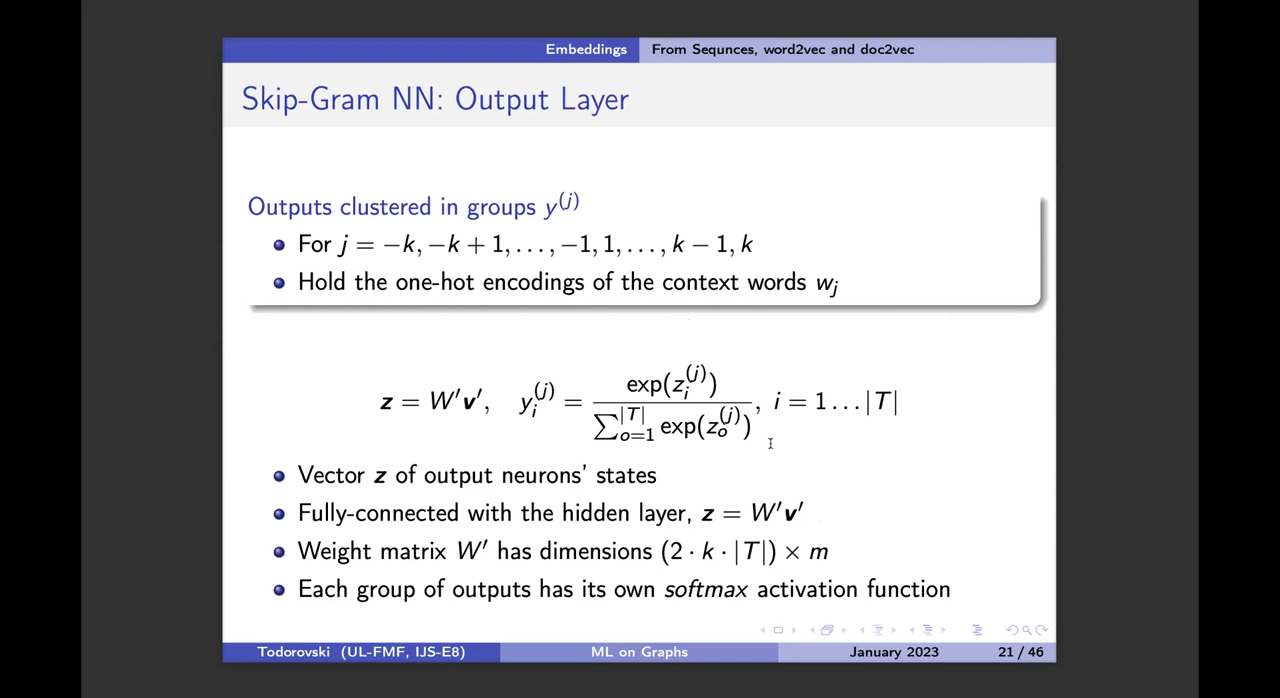 Embeddings From Sequnces, word2vec and doc2vec
Skip-Gram NN: Output Layer
Outputs clustered in groups y^(j)
For j = −k, −k + 1, . . . , −1, 1, . . . , k − 1, k
Hold the one-hot encodings of the context words w_j
z = W′v′, y_i^(j) = exp(z_i^(j)) / ∑_{o=1}^{|T|} exp(z_o^(j)), i = 1 . . . |T|
Vector z of output neurons' states
Fully-connected with the hidden layer, z = W′v′
Weight matrix W′ has dimensions (2 · k · |T|) × m
Each group of outputs has its own softmax activation function
Todorovski (UL-FMF, IJS-E8) ML on Graphs January 2023 21 / 46